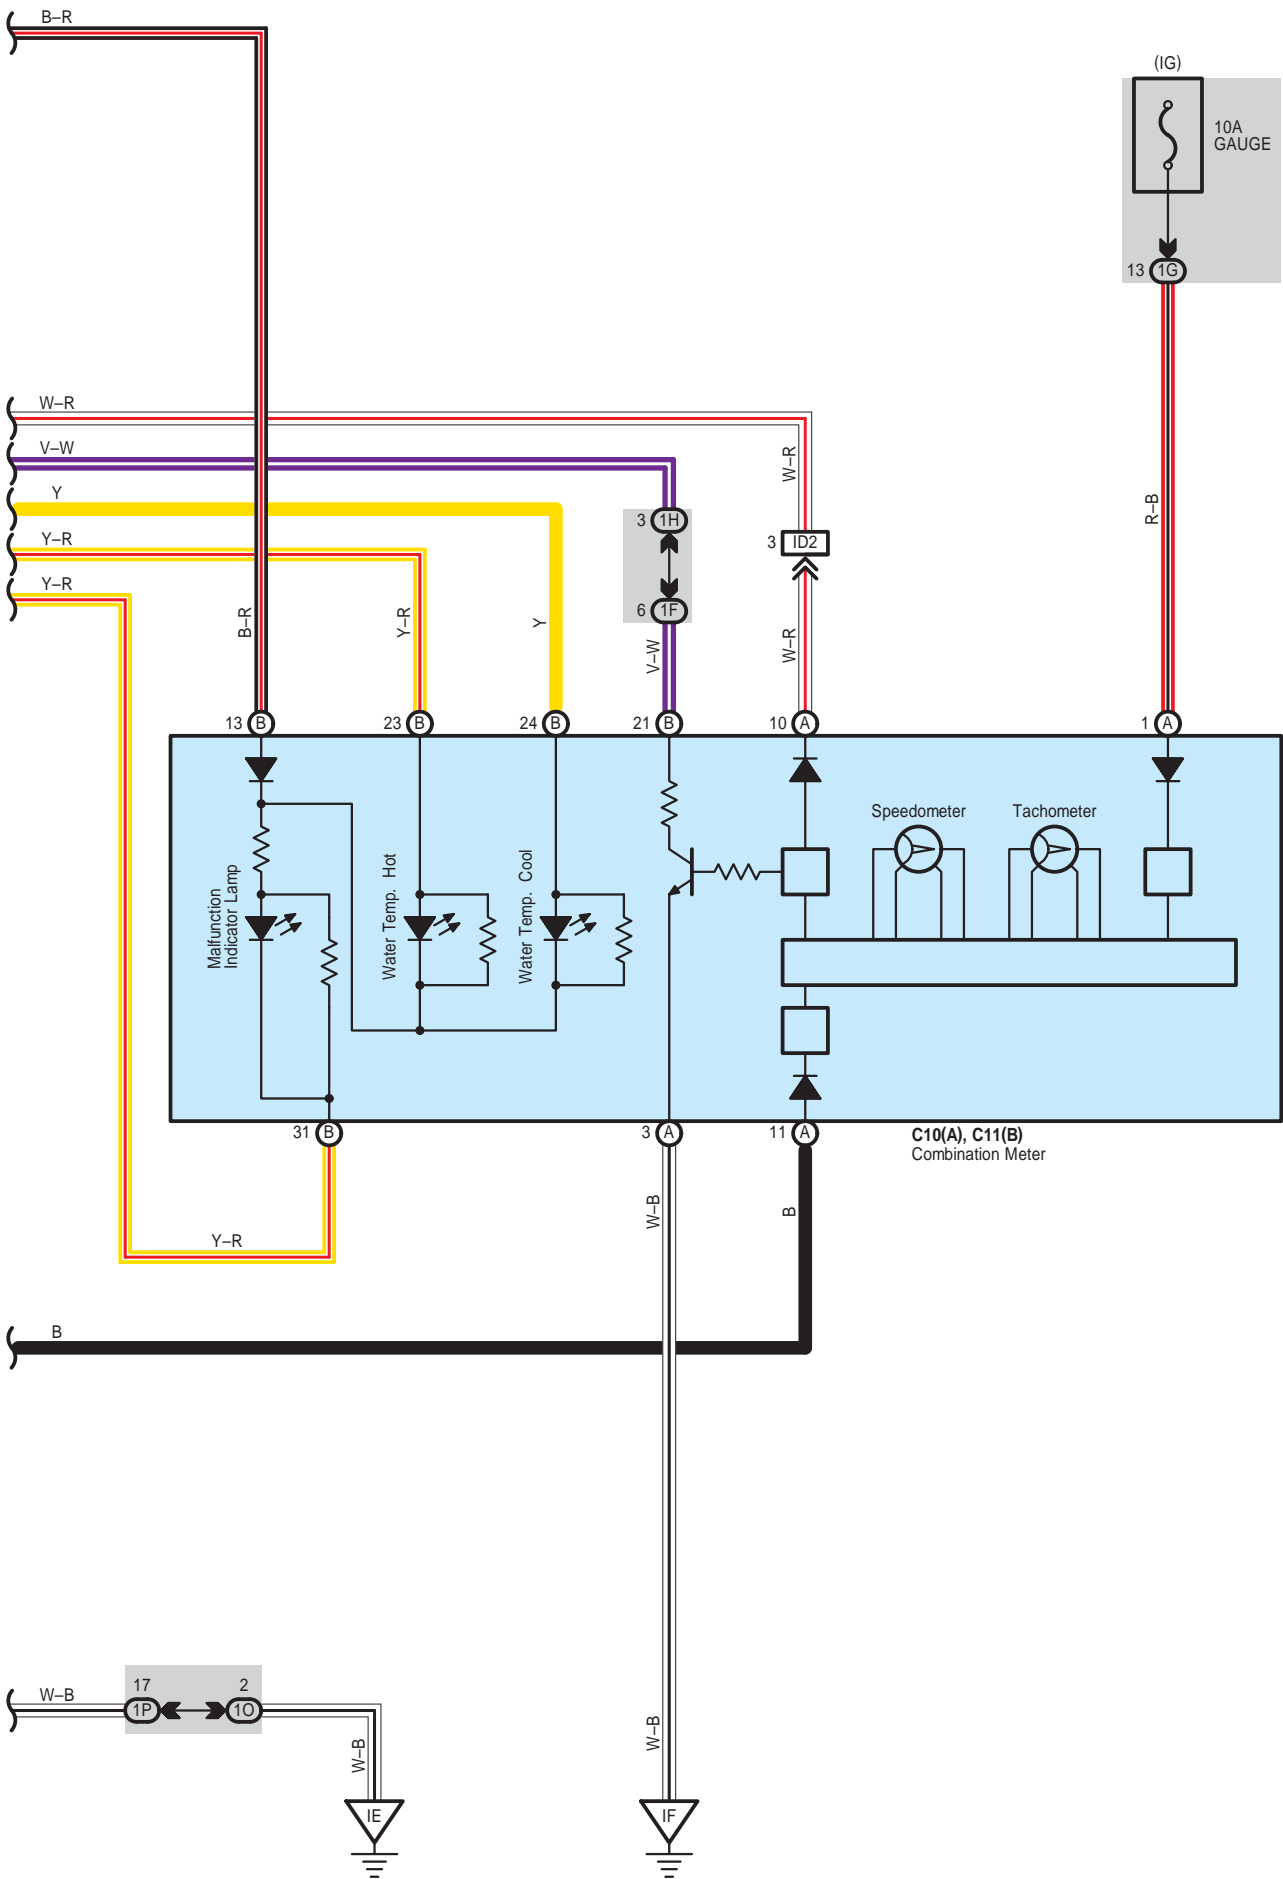 B–R
(IG)
10A
GAUGE
13 1G
W–R
V–W
W–R
Y
3 1H
R–B
Y–R
3 ID2
Y–R
6 1F
B–R
Y–R
Y
V–W
W–R
13 B
23 B
24 B
21 B
10 A
1 A
Speedometer
Tachometer
Malfunction
Indicator Lamp
Water Temp. Hot
Water Temp. Cool
31 B
3 A
11 A
C10(A), C11(B)
Combination Meter
W–B
B
Y–R
B
17
2
W–B
1P
1O
W–B
W–B
IE
IF